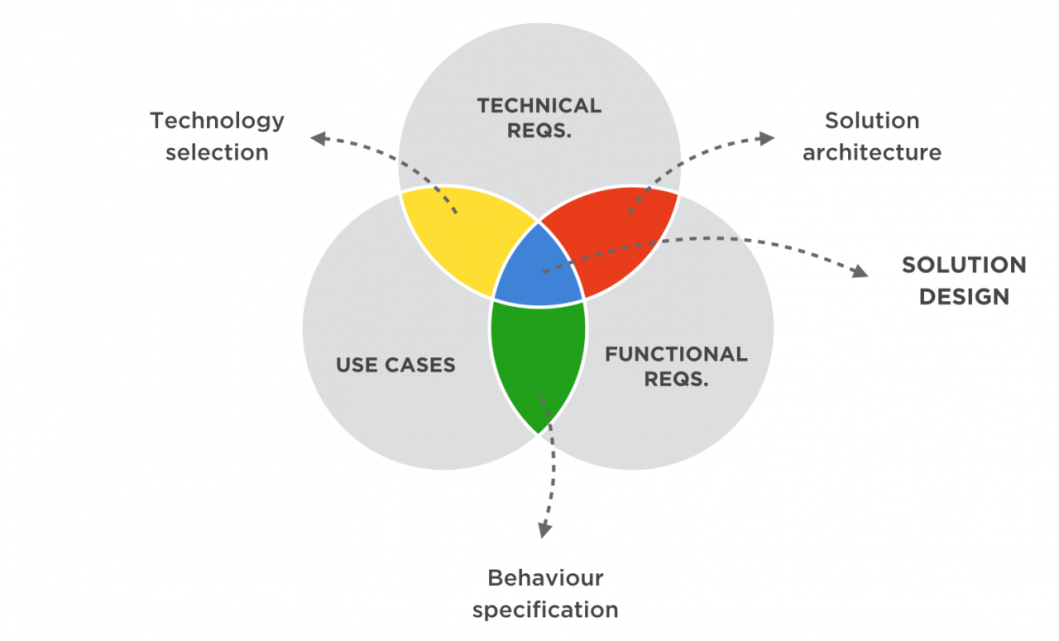 TECHNICAL
REQS.
Technology
selection
Solution
architecture
SOLUTION
DESIGN
USE CASES
FUNCTIONAL
REQS.
Behaviour
specification